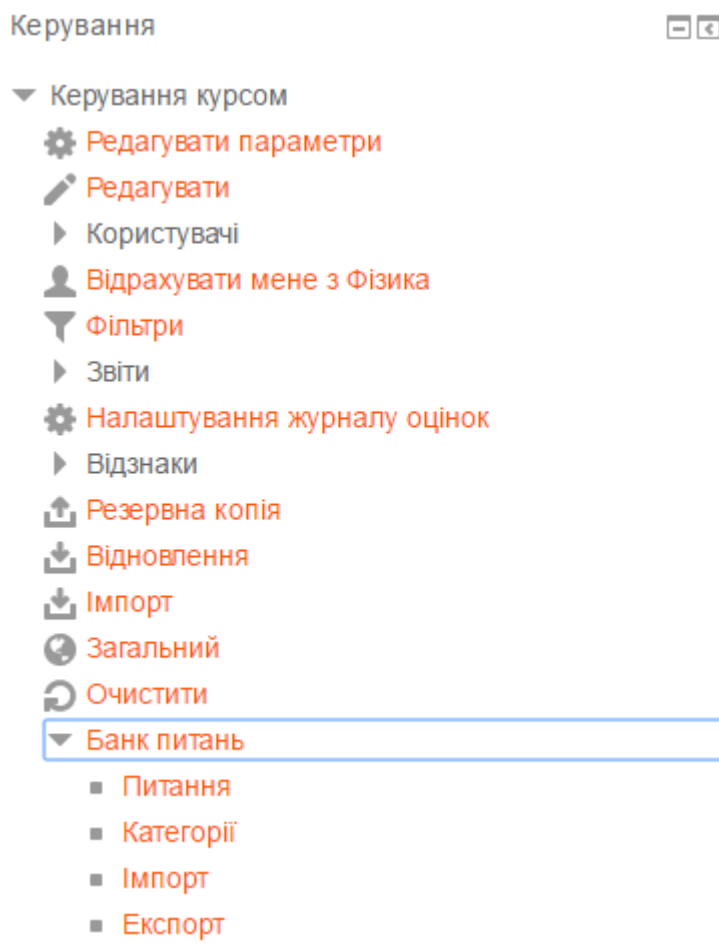 Керування
Керування курсом
Редагувати параметри
Редагувати
Користувачі
Відрахувати мене з Фізика
Фільтри
Звіти
Налаштування журналу оцінок
Відзнаки
Резервна копія
Відновлення
Імпорт
Загальний
Очистити
Банк питань
Питання
Категорії
Імпорт
Експорт